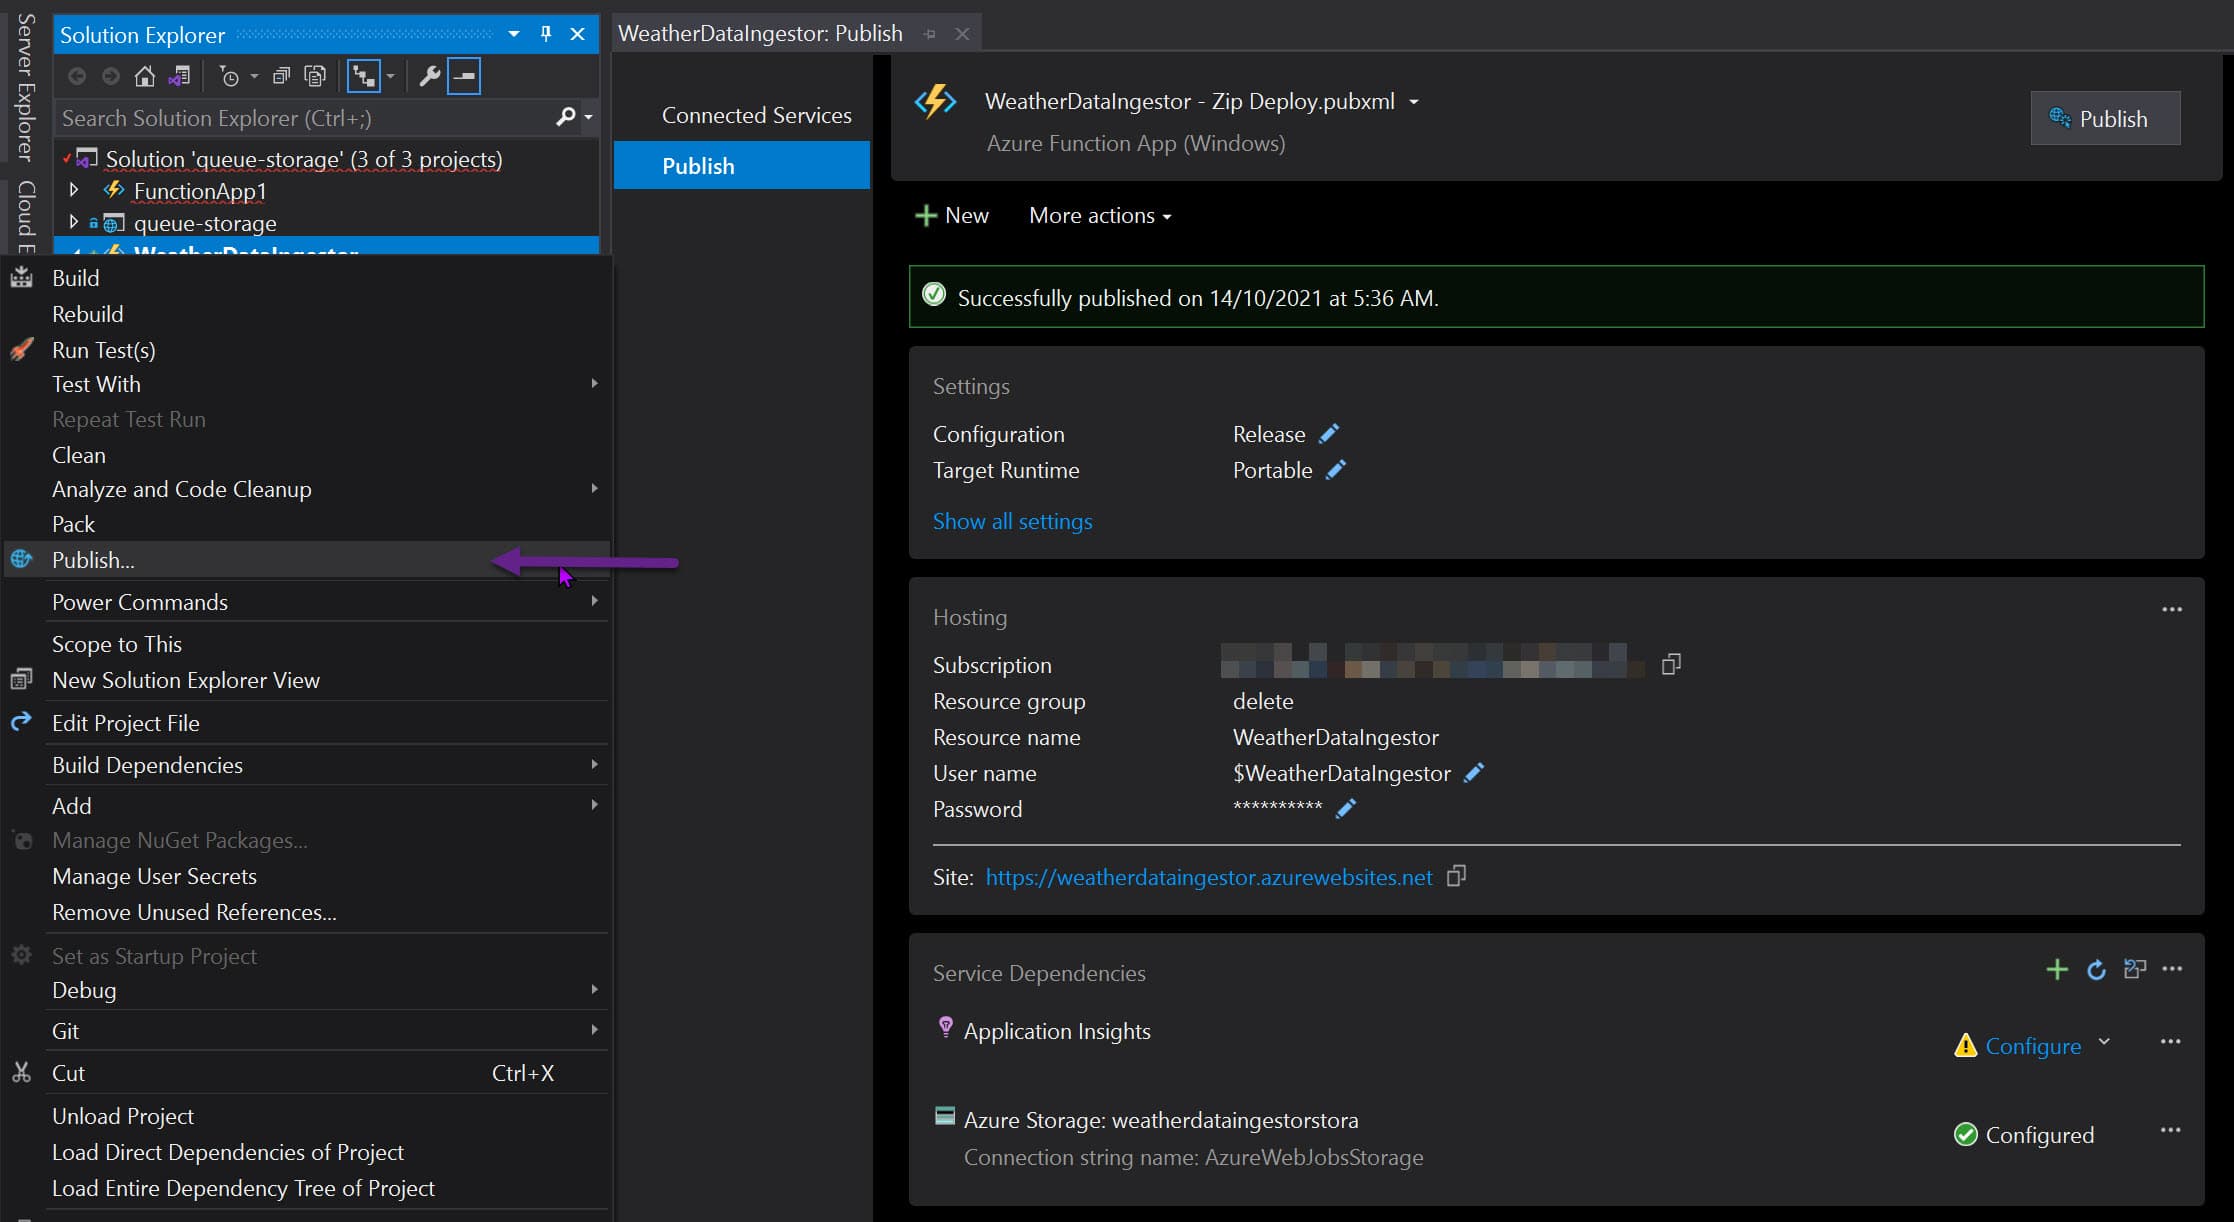 Server Explorer
Cloud E
Solution Explorer
Search Solution Explorer (Ctrl+;)
Solution 'queue-storage' (3 of 3 projects)
FunctionApp1
queue-storage
WeatherDataIngestor
Build
Rebuild
Run Test(s)
Test With
Repeat Test Run
Clean
Analyze and Code Cleanup
Pack
Publish...
Power Commands
Scope to This
New Solution Explorer View
Edit Project File
Build Dependencies
Add
Manage NuGet Packages...
Manage User Secrets
Remove Unused References...
Set as Startup Project
Debug
Git
Cut Ctrl+X
Unload Project
Load Direct Dependencies of Project
Load Entire Dependency Tree of Project
WeatherDataIngestor: Publish
Connected Services
Publish
WeatherDataIngestor - Zip Deploy.pubxml
Azure Function App (Windows)
Publish
New More actions
Successfully published on 14/10/2021 at 5:36 AM.
Settings
Configuration Release
Target Runtime Portable
Show all settings
Hosting
Subscription
Resource group delete
Resource name WeatherDataIngestor
User name $WeatherDataIngestor
Password **********
Site: https://weatherdataingestor.azurewebsites.net
Service Dependencies
Application Insights
Configure
Azure Storage: weatherdataingestorstora
Connection string name: AzureWebJobsStorage
Configured